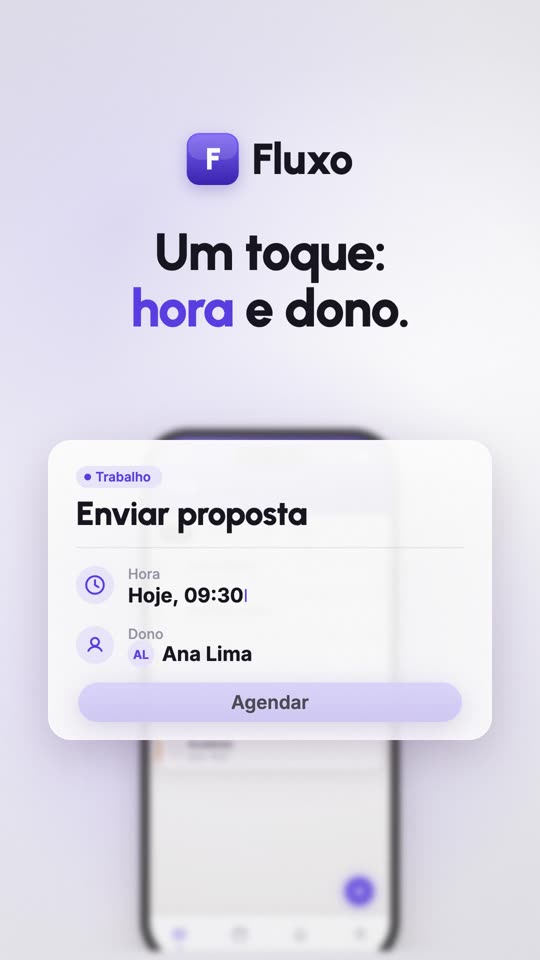 F Fluxo
Um toque:
hora e dono.
Trabalho
Enviar proposta
Hora
Hoje, 09:30
Dono
AL Ana Lima
Agendar